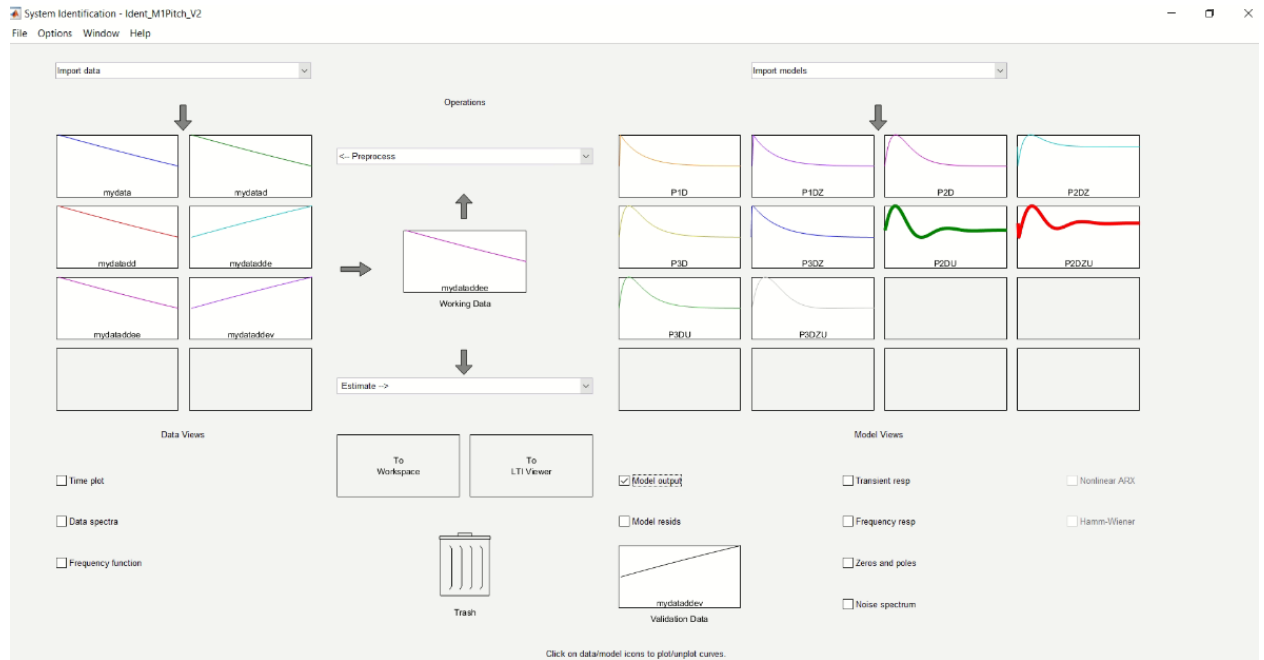 System Identification - Ident_M1Pitch_V2
File Options Window Help
Import data
Import models
Operations
<-- Preprocess
mydata
mydatad
P1D
P1DZ
P2D
P2DZ
mydatadd
mydatadde
P3D
P3DZ
P2DU
P2DZU
mydataddee
Working Data
mydataddee
mydataddev
P3DU
P3DZU
Estimate -->
Data Views
Model Views
To
Workspace
To
LTI Viewer
Time plot
Model output
Transient resp
Nonlinear ARX
Data spectra
Model resids
Frequency resp
Hamm-Wiener
Frequency function
Zeros and poles
Trash
mydataddev
Validation Data
Noise spectrum
Click on data/model icons to plot/unplot curves.